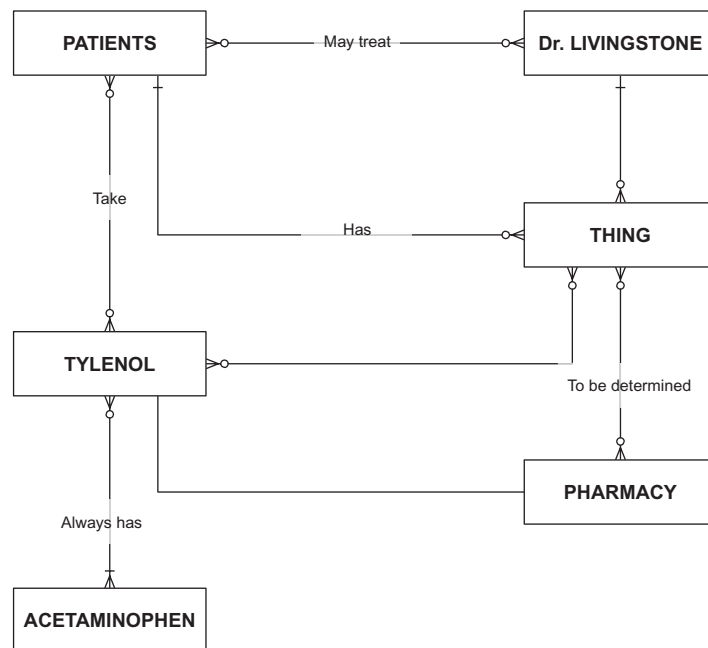 PATIENTS
May treat
Dr. LIVINGSTONE
Take
Has
THING
TYLENOL
To be determined
PHARMACY
Always has
ACETAMINOPHEN